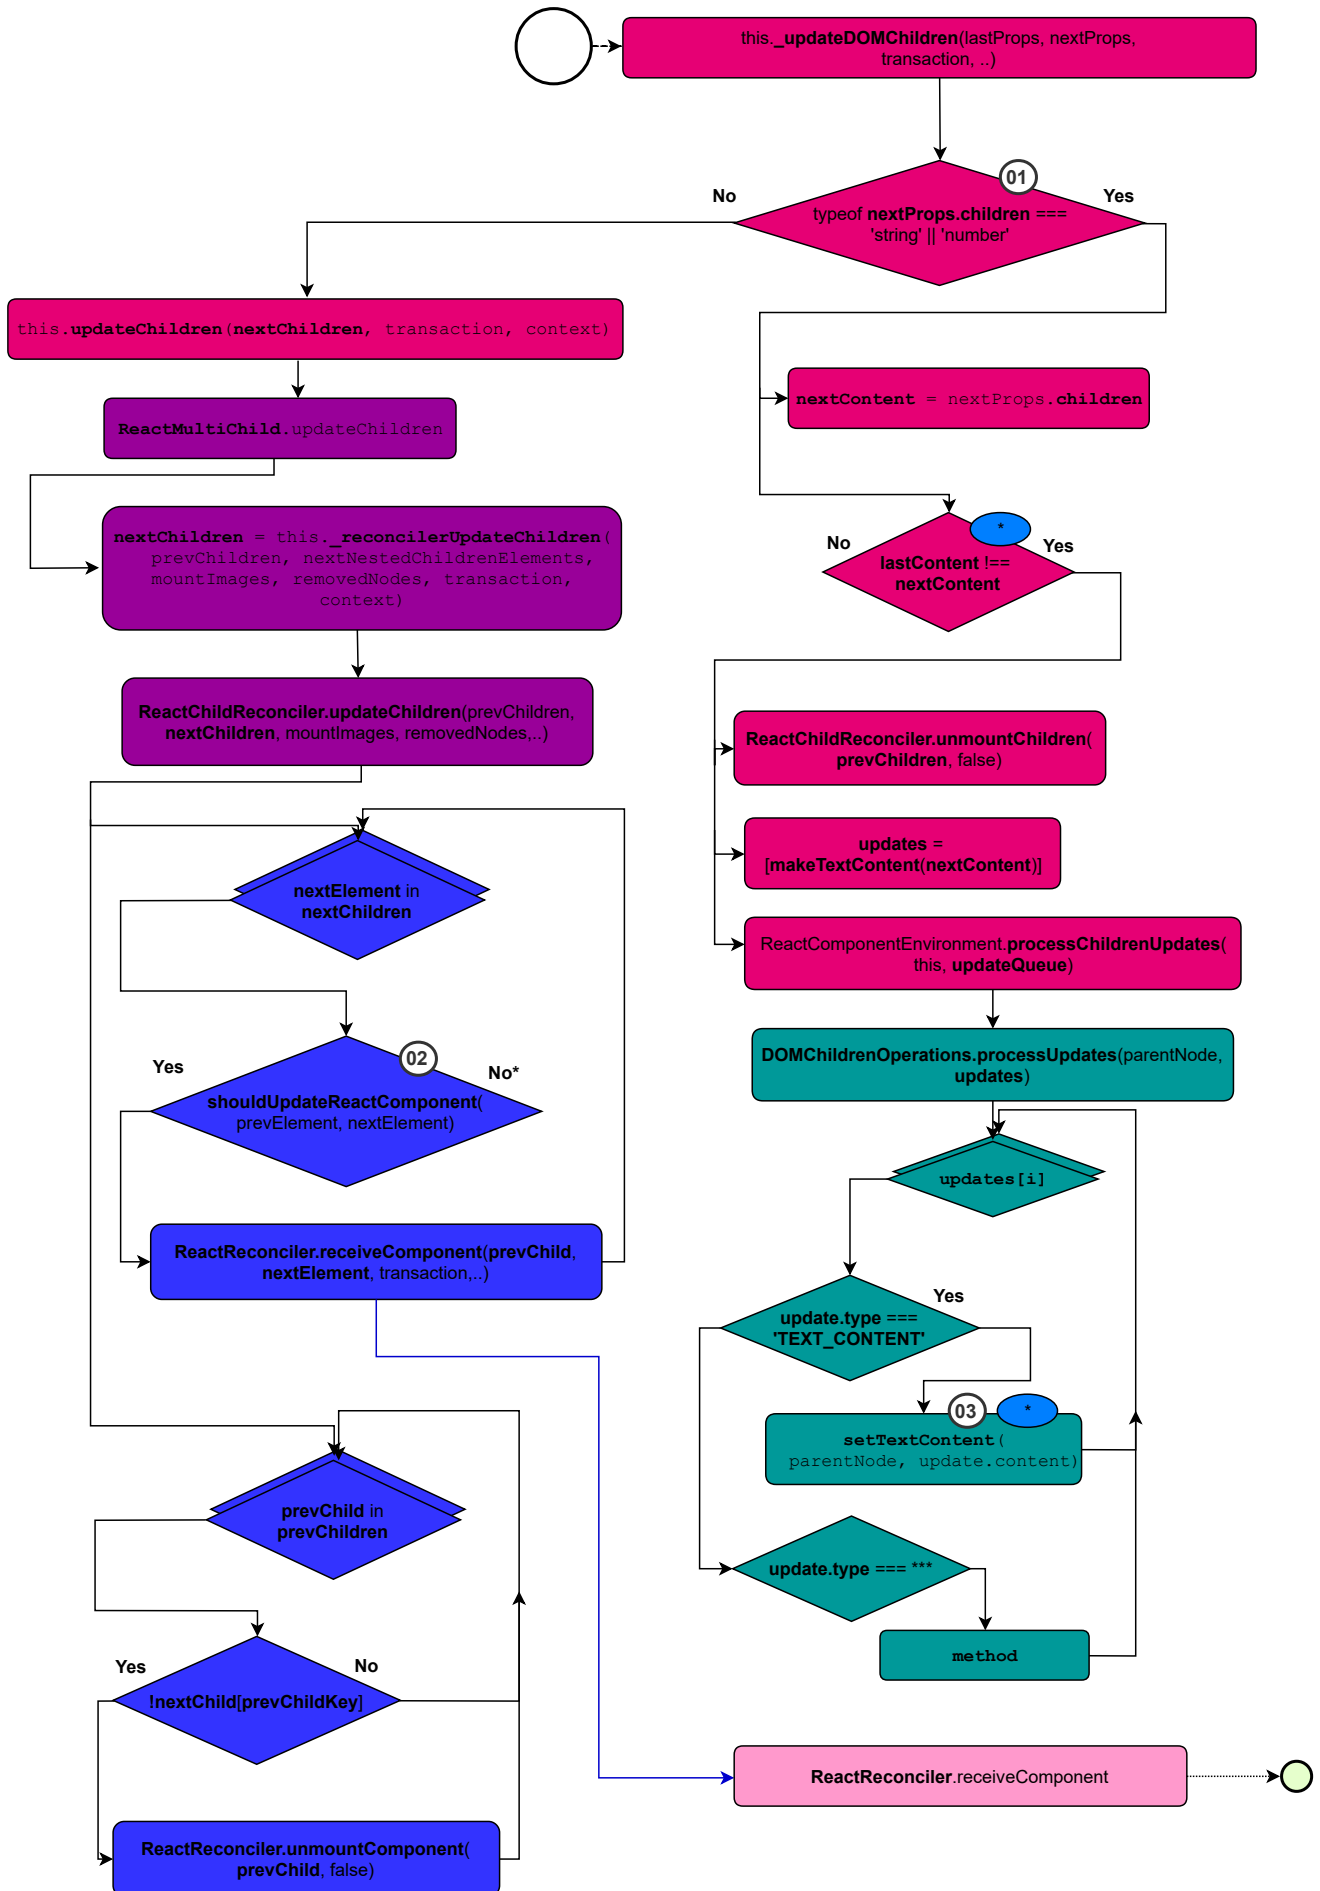 this._updateDOMChildren(lastProps, nextProps,
transaction, ..)
01
No
Yes
typeof nextProps.children ===
'string' || 'number'
this.updateChildren(nextChildren, transaction, context)
nextContent = nextProps.children
ReactMultiChild.updateChildren
nextChildren = this._reconcilerUpdateChildren(
prevChildren, nextNestedChildrenElements,
mountImages, removedNodes, transaction,
context)
*
No
Yes
lastContent !==
nextContent
ReactChildReconciler.updateChildren(prevChildren,
nextChildren, mountImages, removedNodes,..)
ReactChildReconciler.unmountChildren(
prevChildren, false)
updates =
[makeTextContent(nextContent)]
nextElement in
nextChildren
ReactComponentEnvironment.processChildrenUpdates(
this, updateQueue)
02
Yes
No*
shouldUpdateReactComponent(
prevElement, nextElement)
DOMChildrenOperations.processUpdates(parentNode,
updates)
updates[i]
ReactReconciler.receiveComponent(prevChild,
nextElement, transaction,..)
Yes
update.type ===
'TEXT_CONTENT'
03
*
setTextContent(
parentNode, update.content)
prevChild in
prevChildren
update.type === ***
method
Yes
No
!nextChild[prevChildKey]
ReactReconciler.receiveComponent
ReactReconciler.unmountComponent(
prevChild, false)